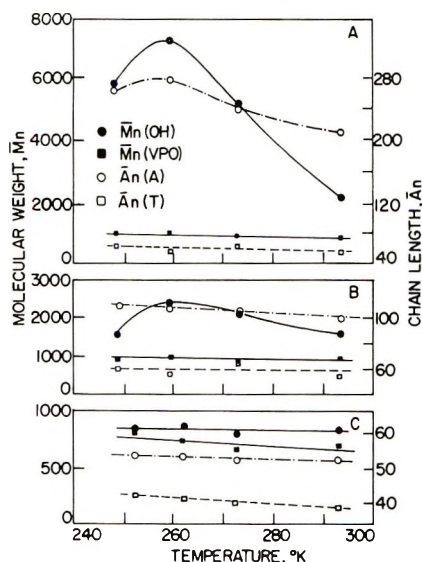 8000
6000
4000
2000
0
A
280
200
120
40
M̄n(OH)
M̄n(VPO)
Ān(A)
Ān(T)
MOLECULAR WEIGHT, M̄n
CHAIN LENGTH, Ān
3000
2000
1000
0
B
100
60
1000
500
0
C
60
50
40
240
260
280
300
TEMPERATURE, °K